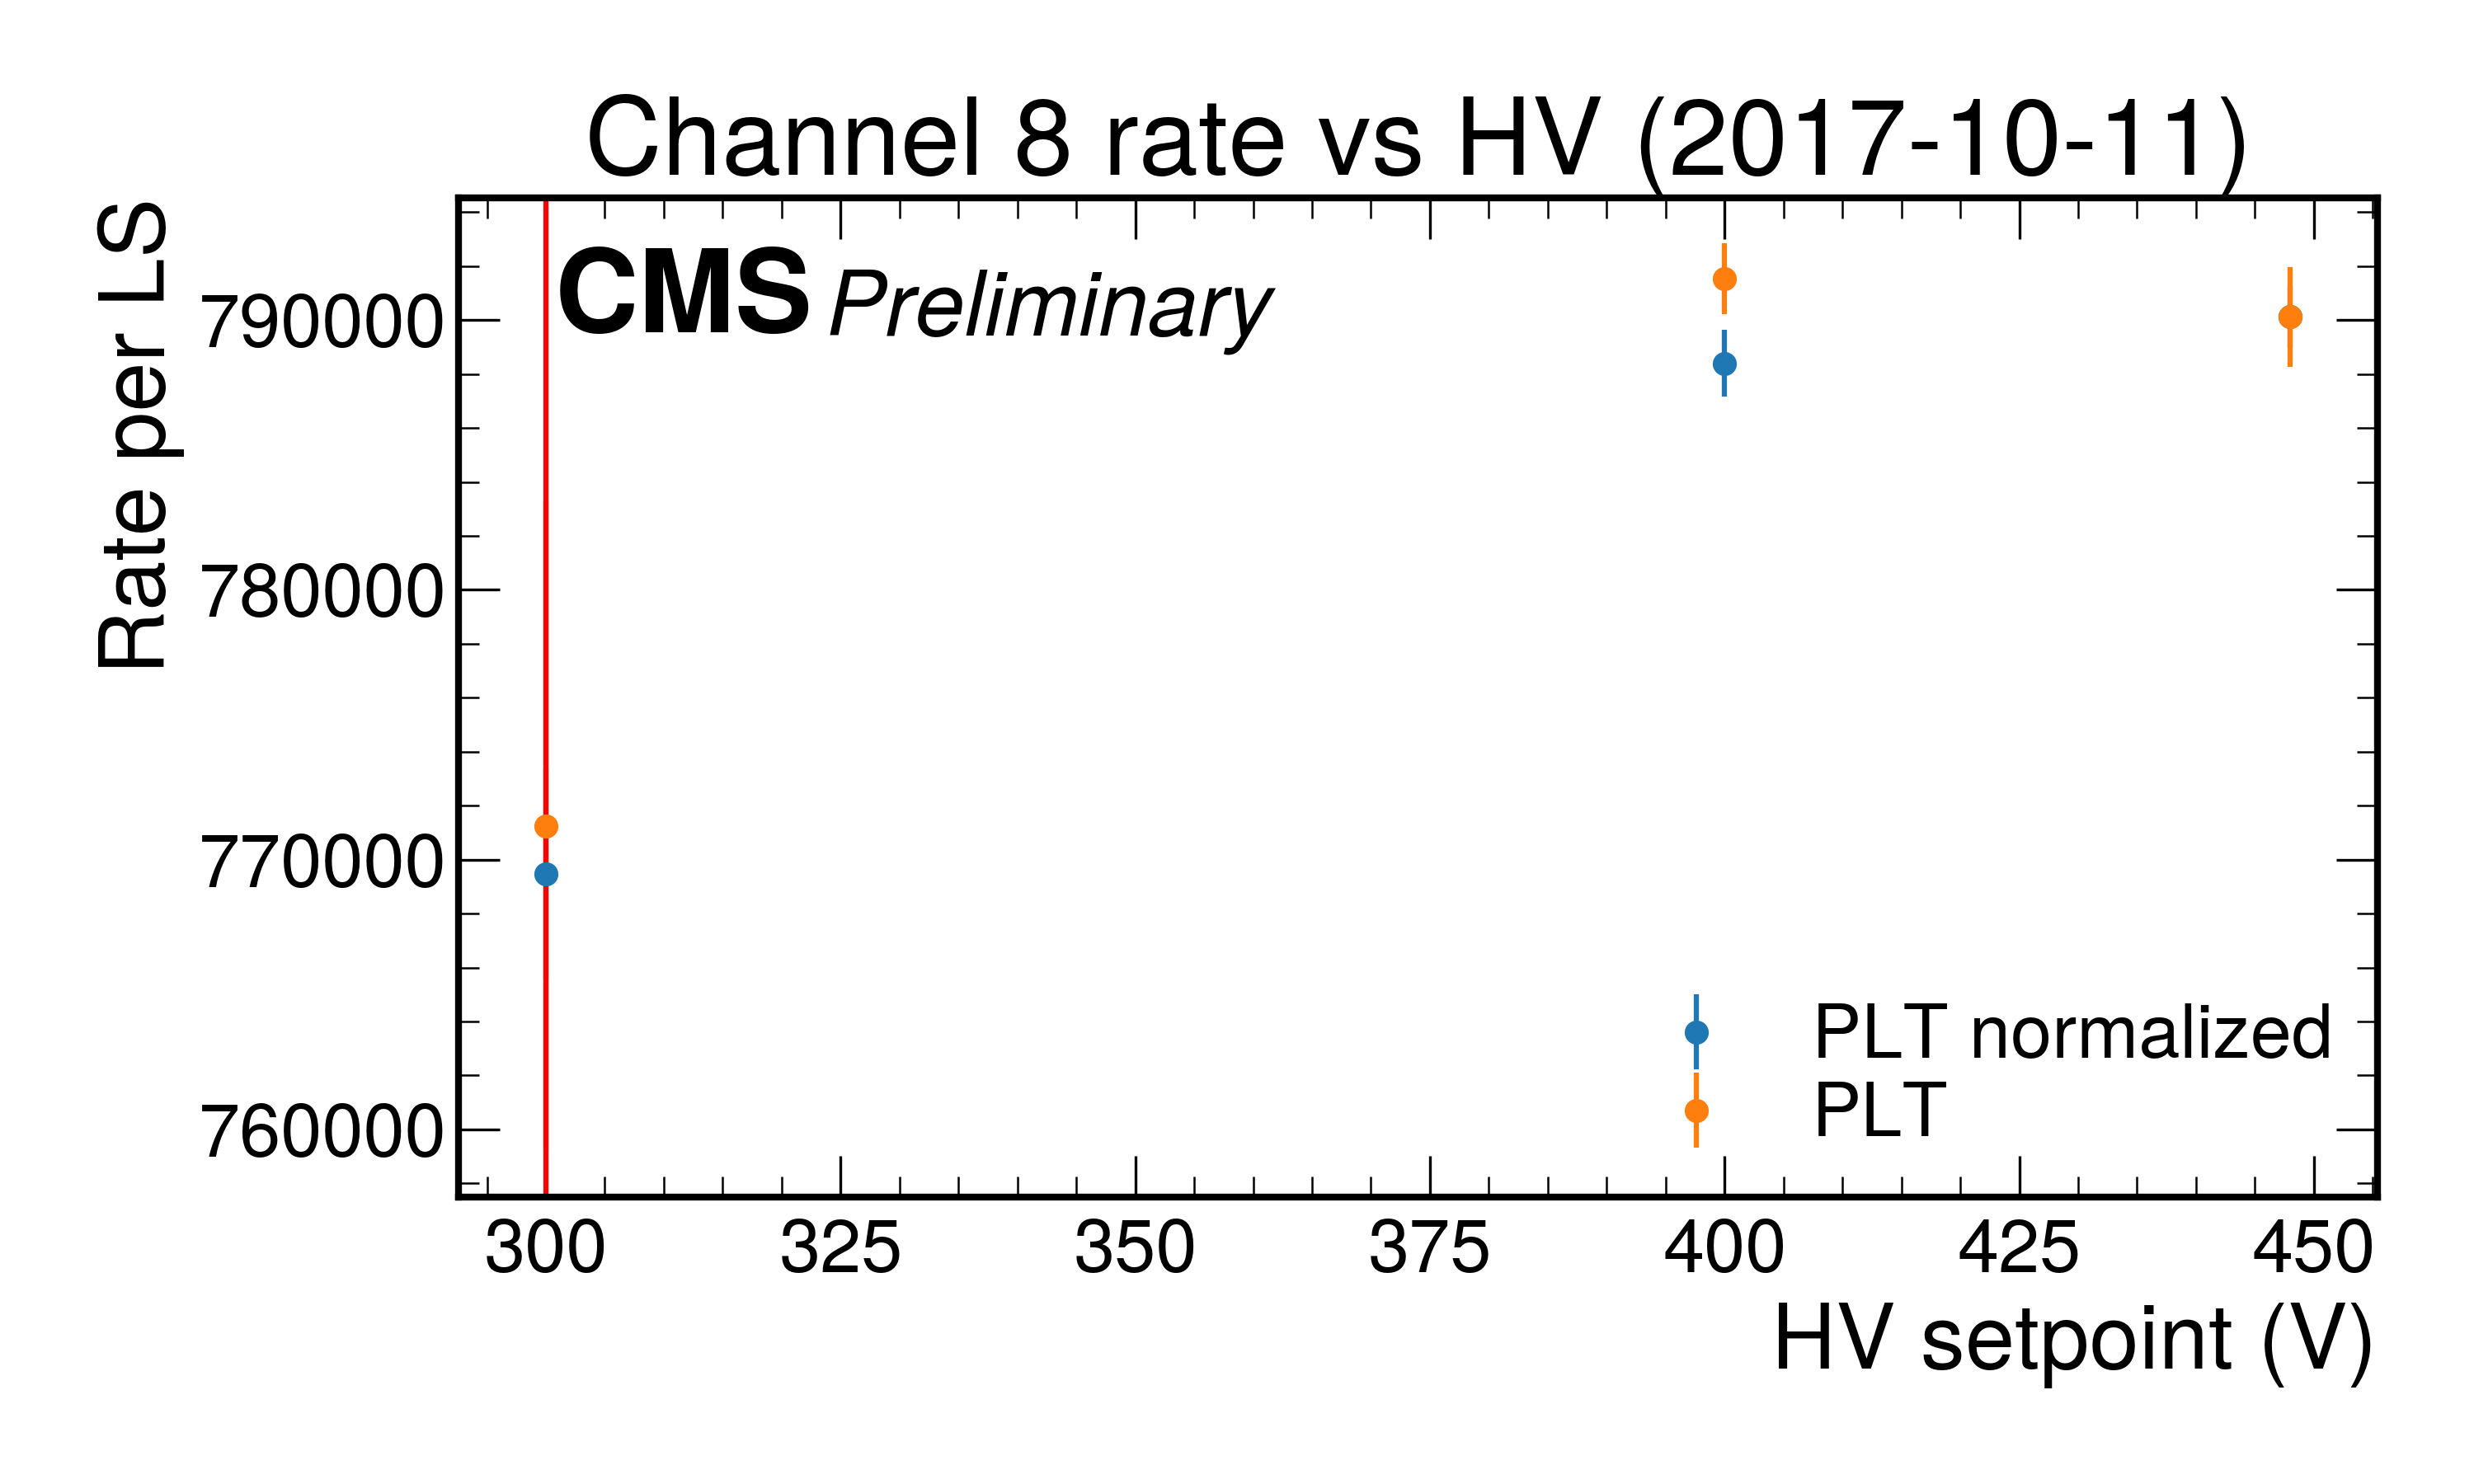 Channel 8 rate vs HV (2017-10-11)
CMS Preliminary
Rate per LS
790000
780000
770000
760000
PLT normalized
PLT
300 325 350 375 400 425 450
HV setpoint (V)